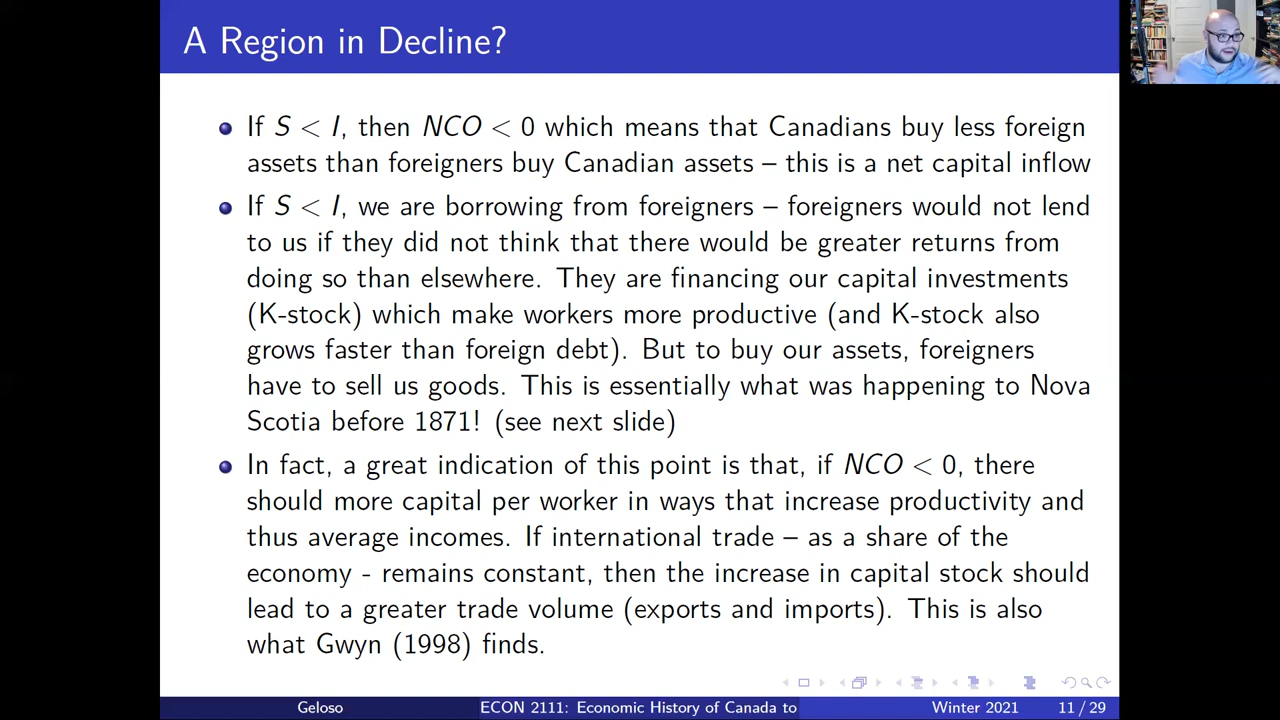 A Region in Decline?
If S < I, then NCO < 0 which means that Canadians buy less foreign
assets than foreigners buy Canadian assets – this is a net capital inflow
If S < I, we are borrowing from foreigners – foreigners would not lend
to us if they did not think that there would be greater returns from
doing so than elsewhere. They are financing our capital investments
(K-stock) which make workers more productive (and K-stock also
grows faster than foreign debt). But to buy our assets, foreigners
have to sell us goods. This is essentially what was happening to Nova
Scotia before 1871! (see next slide)
In fact, a great indication of this point is that, if NCO < 0, there
should more capital per worker in ways that increase productivity and
thus average incomes. If international trade – as a share of the
economy - remains constant, then the increase in capital stock should
lead to a greater trade volume (exports and imports). This is also
what Gwyn (1998) finds.
Geloso ECON 2111: Economic History of Canada to Winter 2021 11 / 29